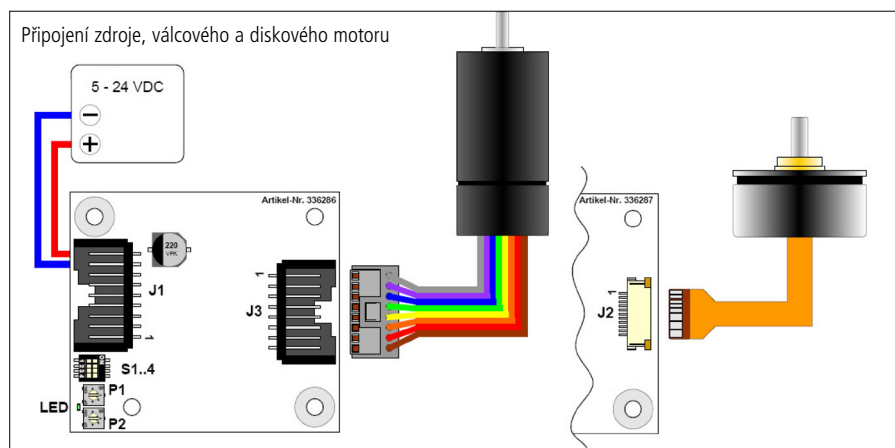 Připojení zdroje, válcového a diskového motoru
5 - 24 VDC
−
+
Artikel-Nr. 336286
Artikel-Nr. 336287
220
VFK
J1
1
1
J3
1
J2
S1..4
P1
LED
P2